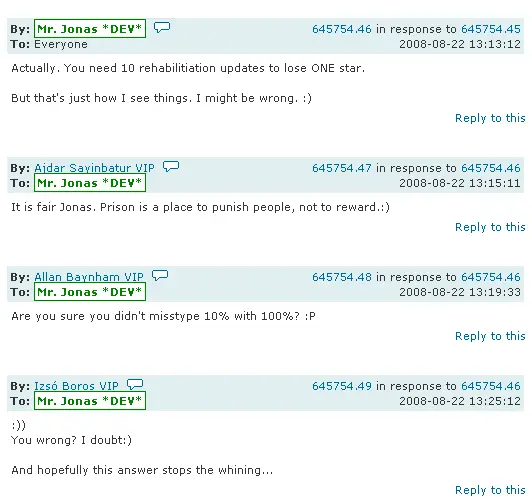 By: Mr. Jonas *DEV* 645754.46 in response to 645754.45
To: Everyone 2008-08-22 13:13:12
Actually. You need 10 rehabilitiation updates to lose ONE star.
But that's just how I see things. I might be wrong. :)
Reply to this
By: Ajdar Sayinbatur VIP 645754.47 in response to 645754.46
To: Mr. Jonas *DEV* 2008-08-22 13:15:11
It is fair Jonas. Prison is a place to punish people, not to reward.:)
Reply to this
By: Allan Baynham VIP 645754.48 in response to 645754.46
To: Mr. Jonas *DEV* 2008-08-22 13:19:33
Are you sure you didn't misstype 10% with 100%? :P
Reply to this
By: Izsó Boros VIP 645754.49 in response to 645754.46
To: Mr. Jonas *DEV* 2008-08-22 13:25:12
:))
You wrong? I doubt:)
And hopefully this answer stops the whining...
Reply to this